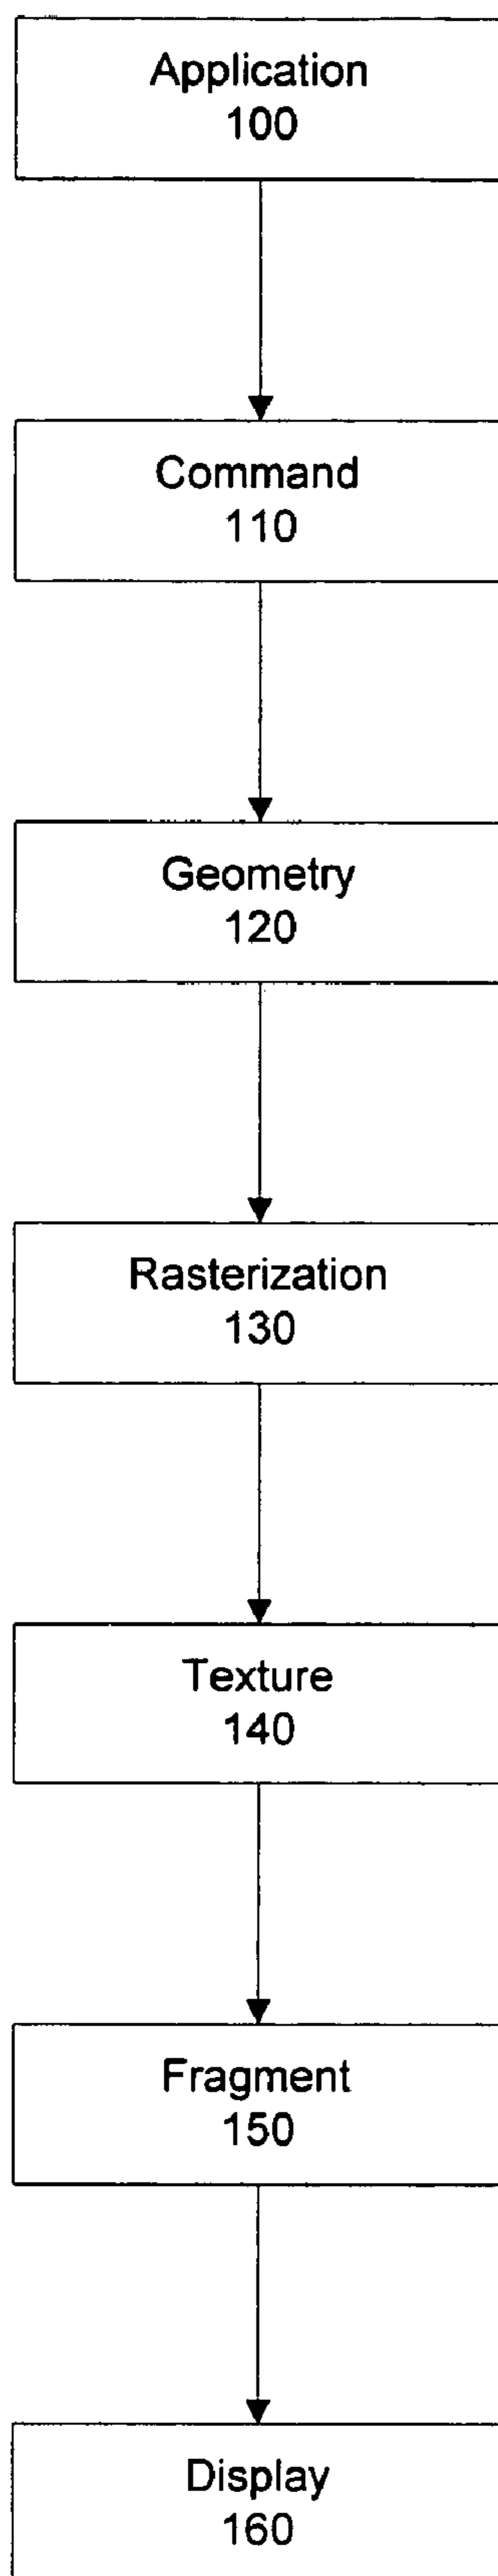 Application
100
Command
110
Geometry
120
Rasterization
130
Texture
140
Fragment
150
Display
160